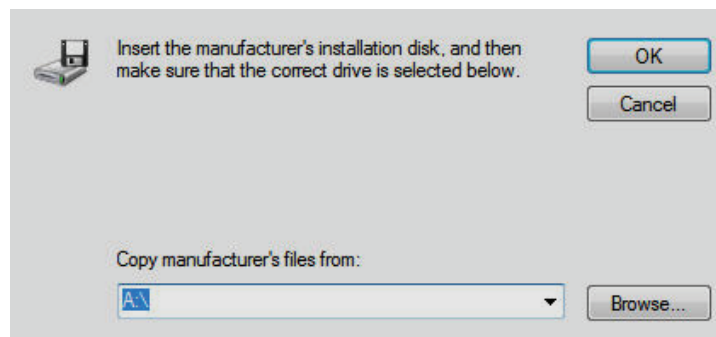 Insert the manufacturer's installation disk, and then
make sure that the correct drive is selected below.
OK
Cancel
Copy manufacturer's files from:
A:\
Browse...